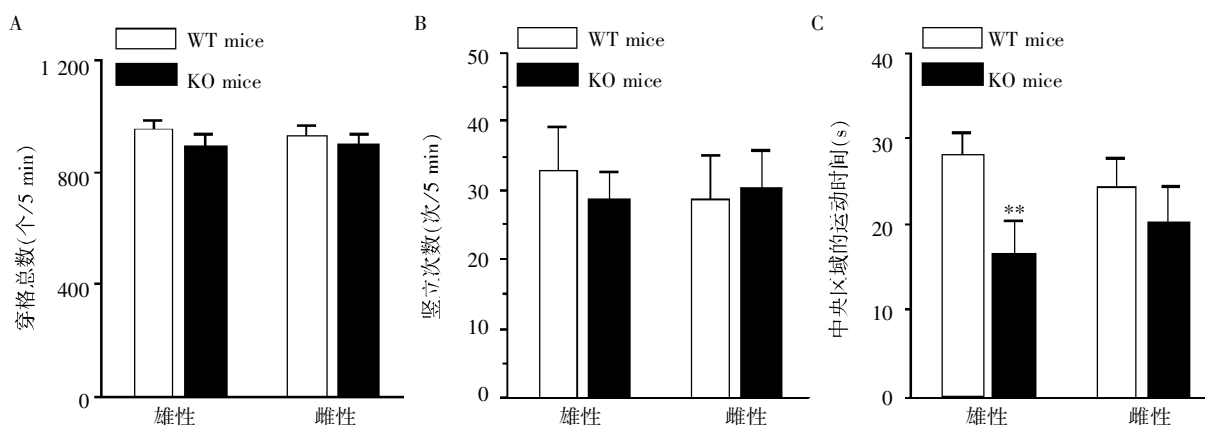 A
WT mice
KO mice
穿格总数(个/5 min)
1 200
800
400
0
雄性
雌性
B
WT mice
KO mice
竖立次数(次/5 min)
50
40
30
20
10
0
雄性
雌性
C
WT mice
KO mice
中央区域的运动时间(s)
40
30
20
10
0
**
雄性
雌性